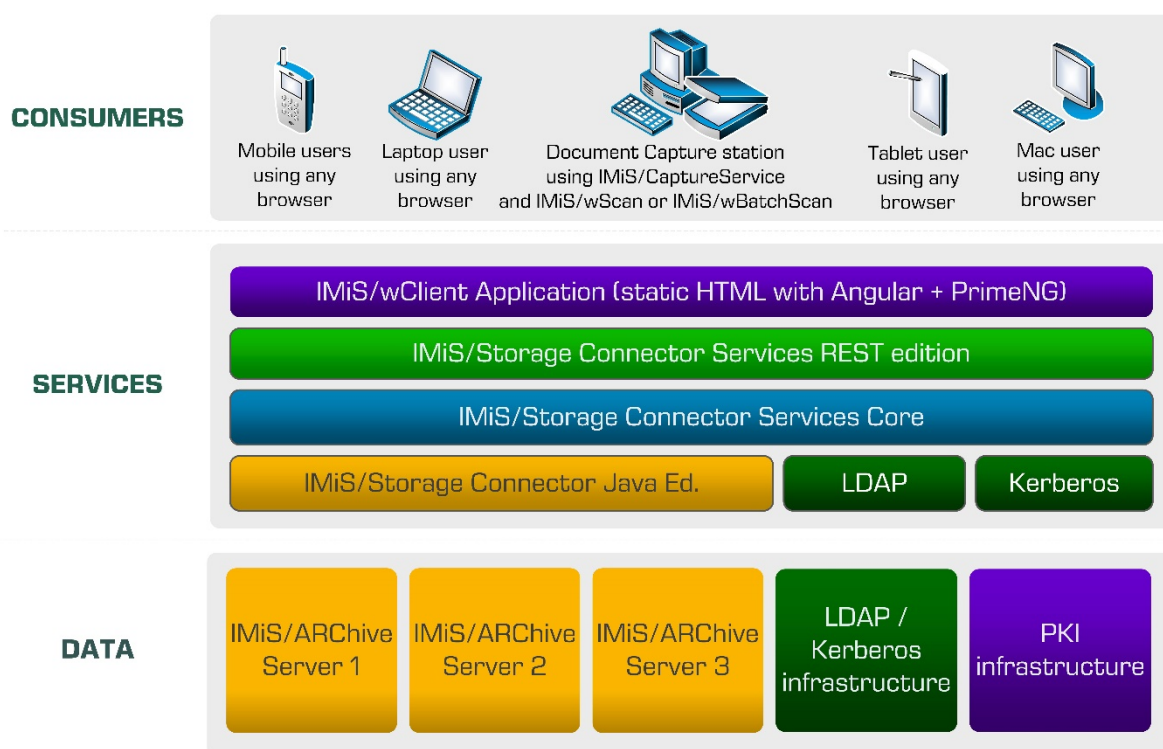 CONSUMERS
Mobile users
using any
browser
Laptop user
using any
browser
Document Capture station
using IMiS/CaptureService
and IMiS/wScan or IMiS/wBatchScan
Tablet user
using any
browser
Mac user
using any
browser
SERVICES
IMiS/wClient Application (static HTML with Angular + PrimeNG)
IMiS/Storage Connector Services REST edition
IMiS/Storage Connector Services Core
IMiS/Storage Connector Java Ed.
LDAP
Kerberos
DATA
IMiS/ARChive
Server 1
IMiS/ARChive
Server 2
IMiS/ARChive
Server 3
LDAP /
Kerberos
infrastructure
PKI
infrastructure